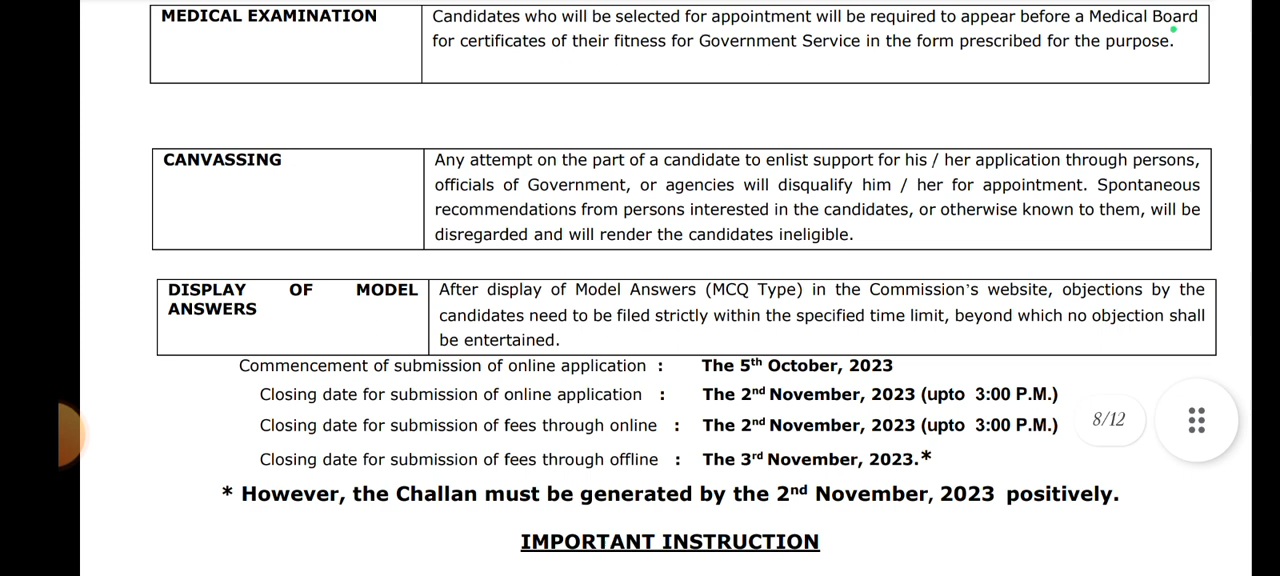 MEDICAL EXAMINATION
Candidates who will be selected for appointment will be required to appear before a Medical Board
for certificates of their fitness for Government Service in the form prescribed for the purpose.
CANVASSING
Any attempt on the part of a candidate to enlist support for his / her application through persons,
officials of Government, or agencies will disqualify him / her for appointment. Spontaneous
recommendations from persons interested in the candidates, or otherwise known to them, will be
disregarded and will render the candidates ineligible.
DISPLAY OF MODEL
ANSWERS
After display of Model Answers (MCQ Type) in the Commission's website, objections by the
candidates need to be filed strictly within the specified time limit, beyond which no objection shall
be entertained.
Commencement of submission of online application : The 5th October, 2023
Closing date for submission of online application : The 2nd November, 2023 (upto 3:00 P.M.)
Closing date for submission of fees through online : The 2nd November, 2023 (upto 3:00 P.M.)
8/12
Closing date for submission of fees through offline : The 3rd November, 2023.*
* However, the Challan must be generated by the 2nd November, 2023 positively.
IMPORTANT INSTRUCTION